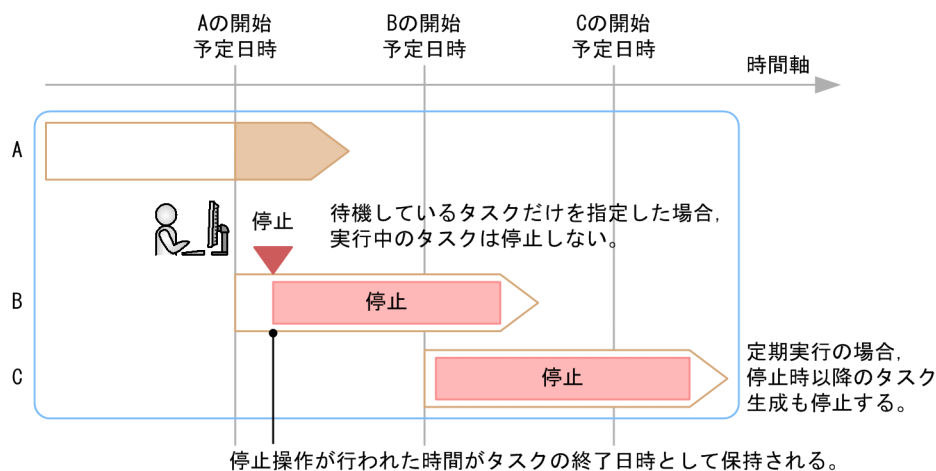 Aの開始
予定日時
Bの開始
予定日時
Cの開始
予定日時
時間軸
A
停止
待機しているタスクだけを指定した場合，
実行中のタスクは停止しない。
B
停止
C
停止
定期実行の場合，
停止時以降のタスク
生成も停止する。
停止操作が行われた時間がタスクの終了日時として保持される。